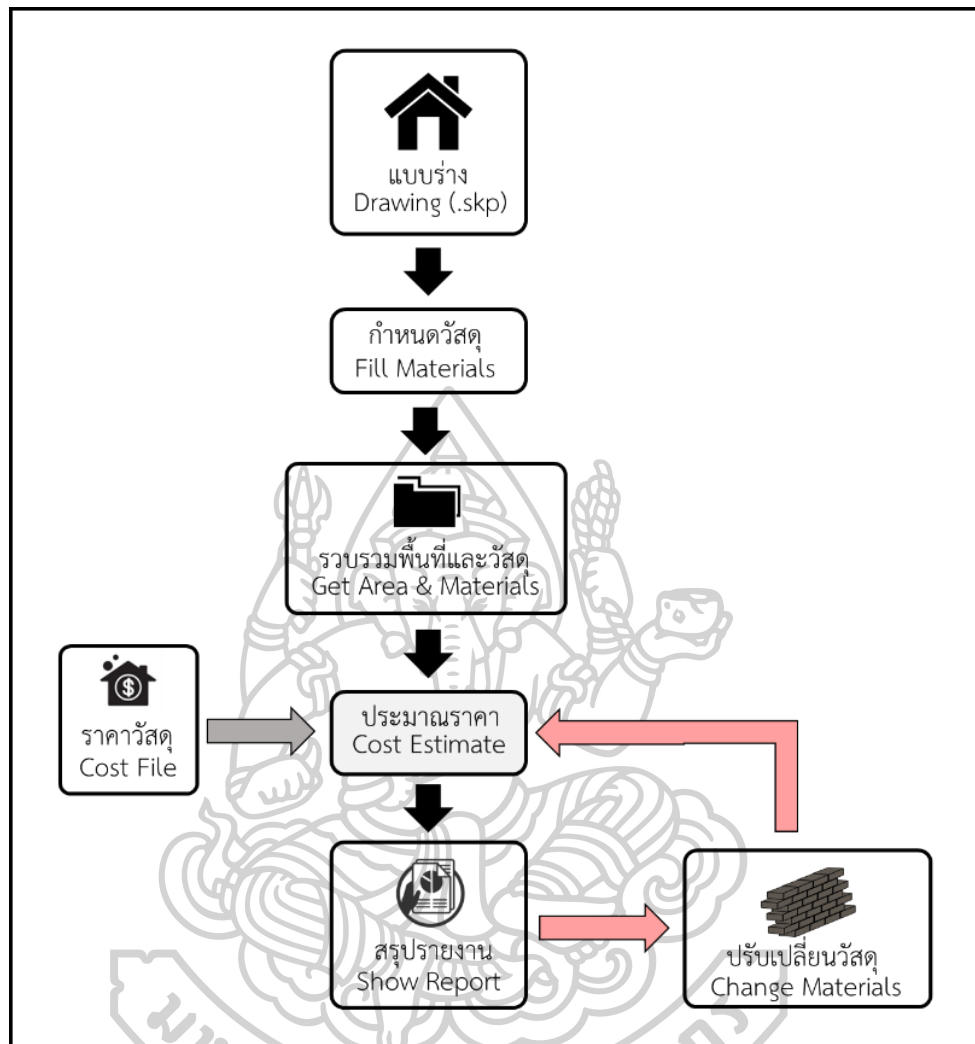 แบบร่าง
Drawing (.skp)
กำหนดวัสดุ
Fill Materials
รวบรวมพื้นที่และวัสดุ
Get Area & Materials
ราคาวัสดุ
Cost File
ประมาณราคา
Cost Estimate
สรุปรายงาน
Show Report
ปรับเปลี่ยนวัสดุ
Change Materials